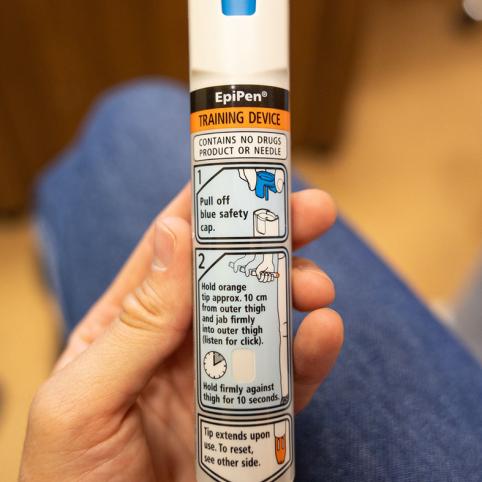 EpiPen®
TRAINING DEVICE
CONTAINS NO DRUGS
PRODUCT OR NEEDLE
1
Pull off
blue safety
cap.
2
Hold orange
tip approx. 10 cm
from outer thigh
and jab firmly
into outer thigh
(listen for click).
Hold firmly against
thigh for 10 seconds.
Tip extends upon
use. To reset,
see other side.